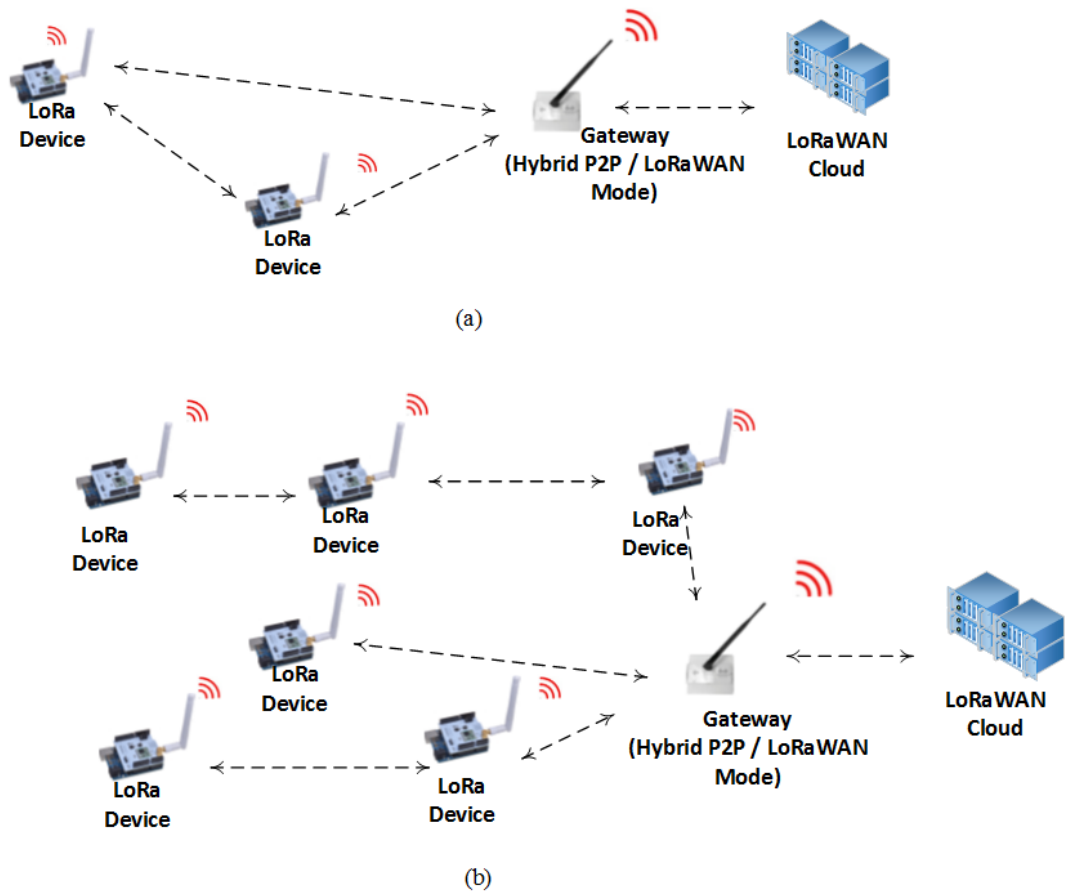 LoRa
Device
LoRa
Device
Gateway
(Hybrid P2P / LoRaWAN
Mode)
LoRaWAN
Cloud
(a)
LoRa
Device
LoRa
Device
LoRa
Device
LoRa
Device
LoRa
Device
LoRa
Device
Gateway
(Hybrid P2P / LoRaWAN
Mode)
LoRaWAN
Cloud
(b)